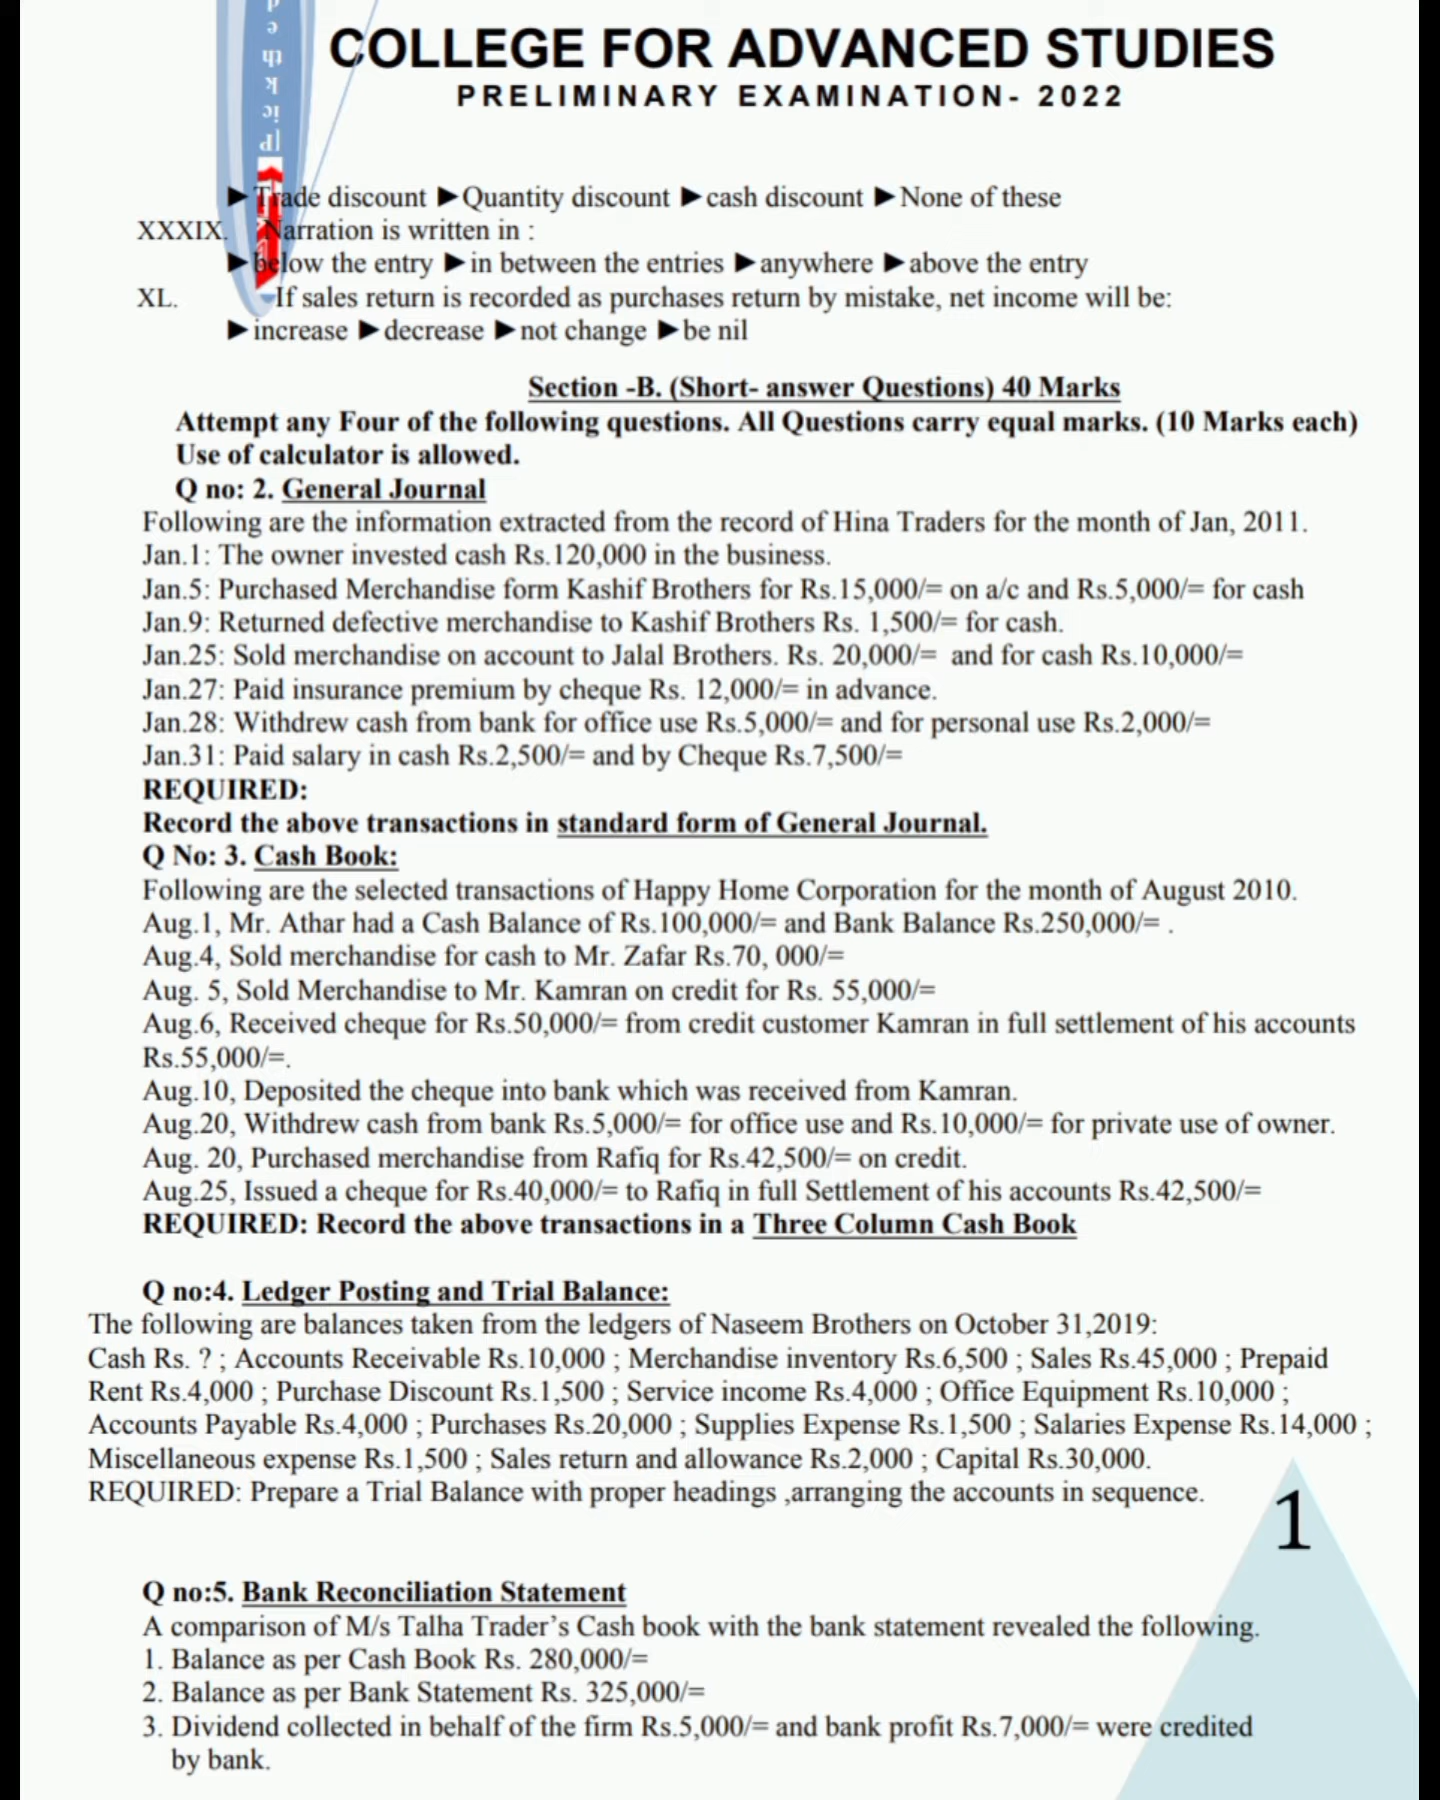 COLLEGE FOR ADVANCED STUDIES
PRELIMINARY EXAMINATION- 2022
►Trade discount ►Quantity discount ►cash discount ►None of these
XXXIX. Narration is written in :
►below the entry ►in between the entries ►anywhere ►above the entry
XL. If sales return is recorded as purchases return by mistake, net income will be:
►increase ►decrease ►not change ►be nil
Section -B. (Short- answer Questions) 40 Marks
Attempt any Four of the following questions. All Questions carry equal marks. (10 Marks each)
Use of calculator is allowed.
Q no: 2. General Journal
Following are the information extracted from the record of Hina Traders for the month of Jan, 2011.
Jan.1: The owner invested cash Rs.120,000 in the business.
Jan.5: Purchased Merchandise form Kashif Brothers for Rs.15,000/= on a/c and Rs.5,000/= for cash
Jan.9: Returned defective merchandise to Kashif Brothers Rs. 1,500/= for cash.
Jan.25: Sold merchandise on account to Jalal Brothers. Rs. 20,000/= and for cash Rs.10,000/=
Jan.27: Paid insurance premium by cheque Rs. 12,000/= in advance.
Jan.28: Withdrew cash from bank for office use Rs.5,000/= and for personal use Rs.2,000/=
Jan.31: Paid salary in cash Rs.2,500/= and by Cheque Rs.7,500/=
REQUIRED:
Record the above transactions in standard form of General Journal.
Q No: 3. Cash Book:
Following are the selected transactions of Happy Home Corporation for the month of August 2010.
Aug.1, Mr. Athar had a Cash Balance of Rs.100,000/= and Bank Balance Rs.250,000/= .
Aug.4, Sold merchandise for cash to Mr. Zafar Rs.70, 000/=
Aug. 5, Sold Merchandise to Mr. Kamran on credit for Rs. 55,000/=
Aug.6, Received cheque for Rs.50,000/= from credit customer Kamran in full settlement of his accounts
Rs.55,000/=.
Aug.10, Deposited the cheque into bank which was received from Kamran.
Aug.20, Withdrew cash from bank Rs.5,000/= for office use and Rs.10,000/= for private use of owner.
Aug. 20, Purchased merchandise from Rafiq for Rs.42,500/= on credit.
Aug.25, Issued a cheque for Rs.40,000/= to Rafiq in full Settlement of his accounts Rs.42,500/=
REQUIRED: Record the above transactions in a Three Column Cash Book
Q no:4. Ledger Posting and Trial Balance:
The following are balances taken from the ledgers of Naseem Brothers on October 31,2019:
Cash Rs. ? ; Accounts Receivable Rs.10,000 ; Merchandise inventory Rs.6,500 ; Sales Rs.45,000 ; Prepaid
Rent Rs.4,000 ; Purchase Discount Rs.1,500 ; Service income Rs.4,000 ; Office Equipment Rs.10,000 ;
Accounts Payable Rs.4,000 ; Purchases Rs.20,000 ; Supplies Expense Rs.1,500 ; Salaries Expense Rs.14,000 ;
Miscellaneous expense Rs.1,500 ; Sales return and allowance Rs.2,000 ; Capital Rs.30,000.
REQUIRED: Prepare a Trial Balance with proper headings ,arranging the accounts in sequence.
1
Q no:5. Bank Reconciliation Statement
A comparison of M/s Talha Trader's Cash book with the bank statement revealed the following.
1. Balance as per Cash Book Rs. 280,000/=
2. Balance as per Bank Statement Rs. 325,000/=
3. Dividend collected in behalf of the firm Rs.5,000/= and bank profit Rs.7,000/= were credited
by bank.